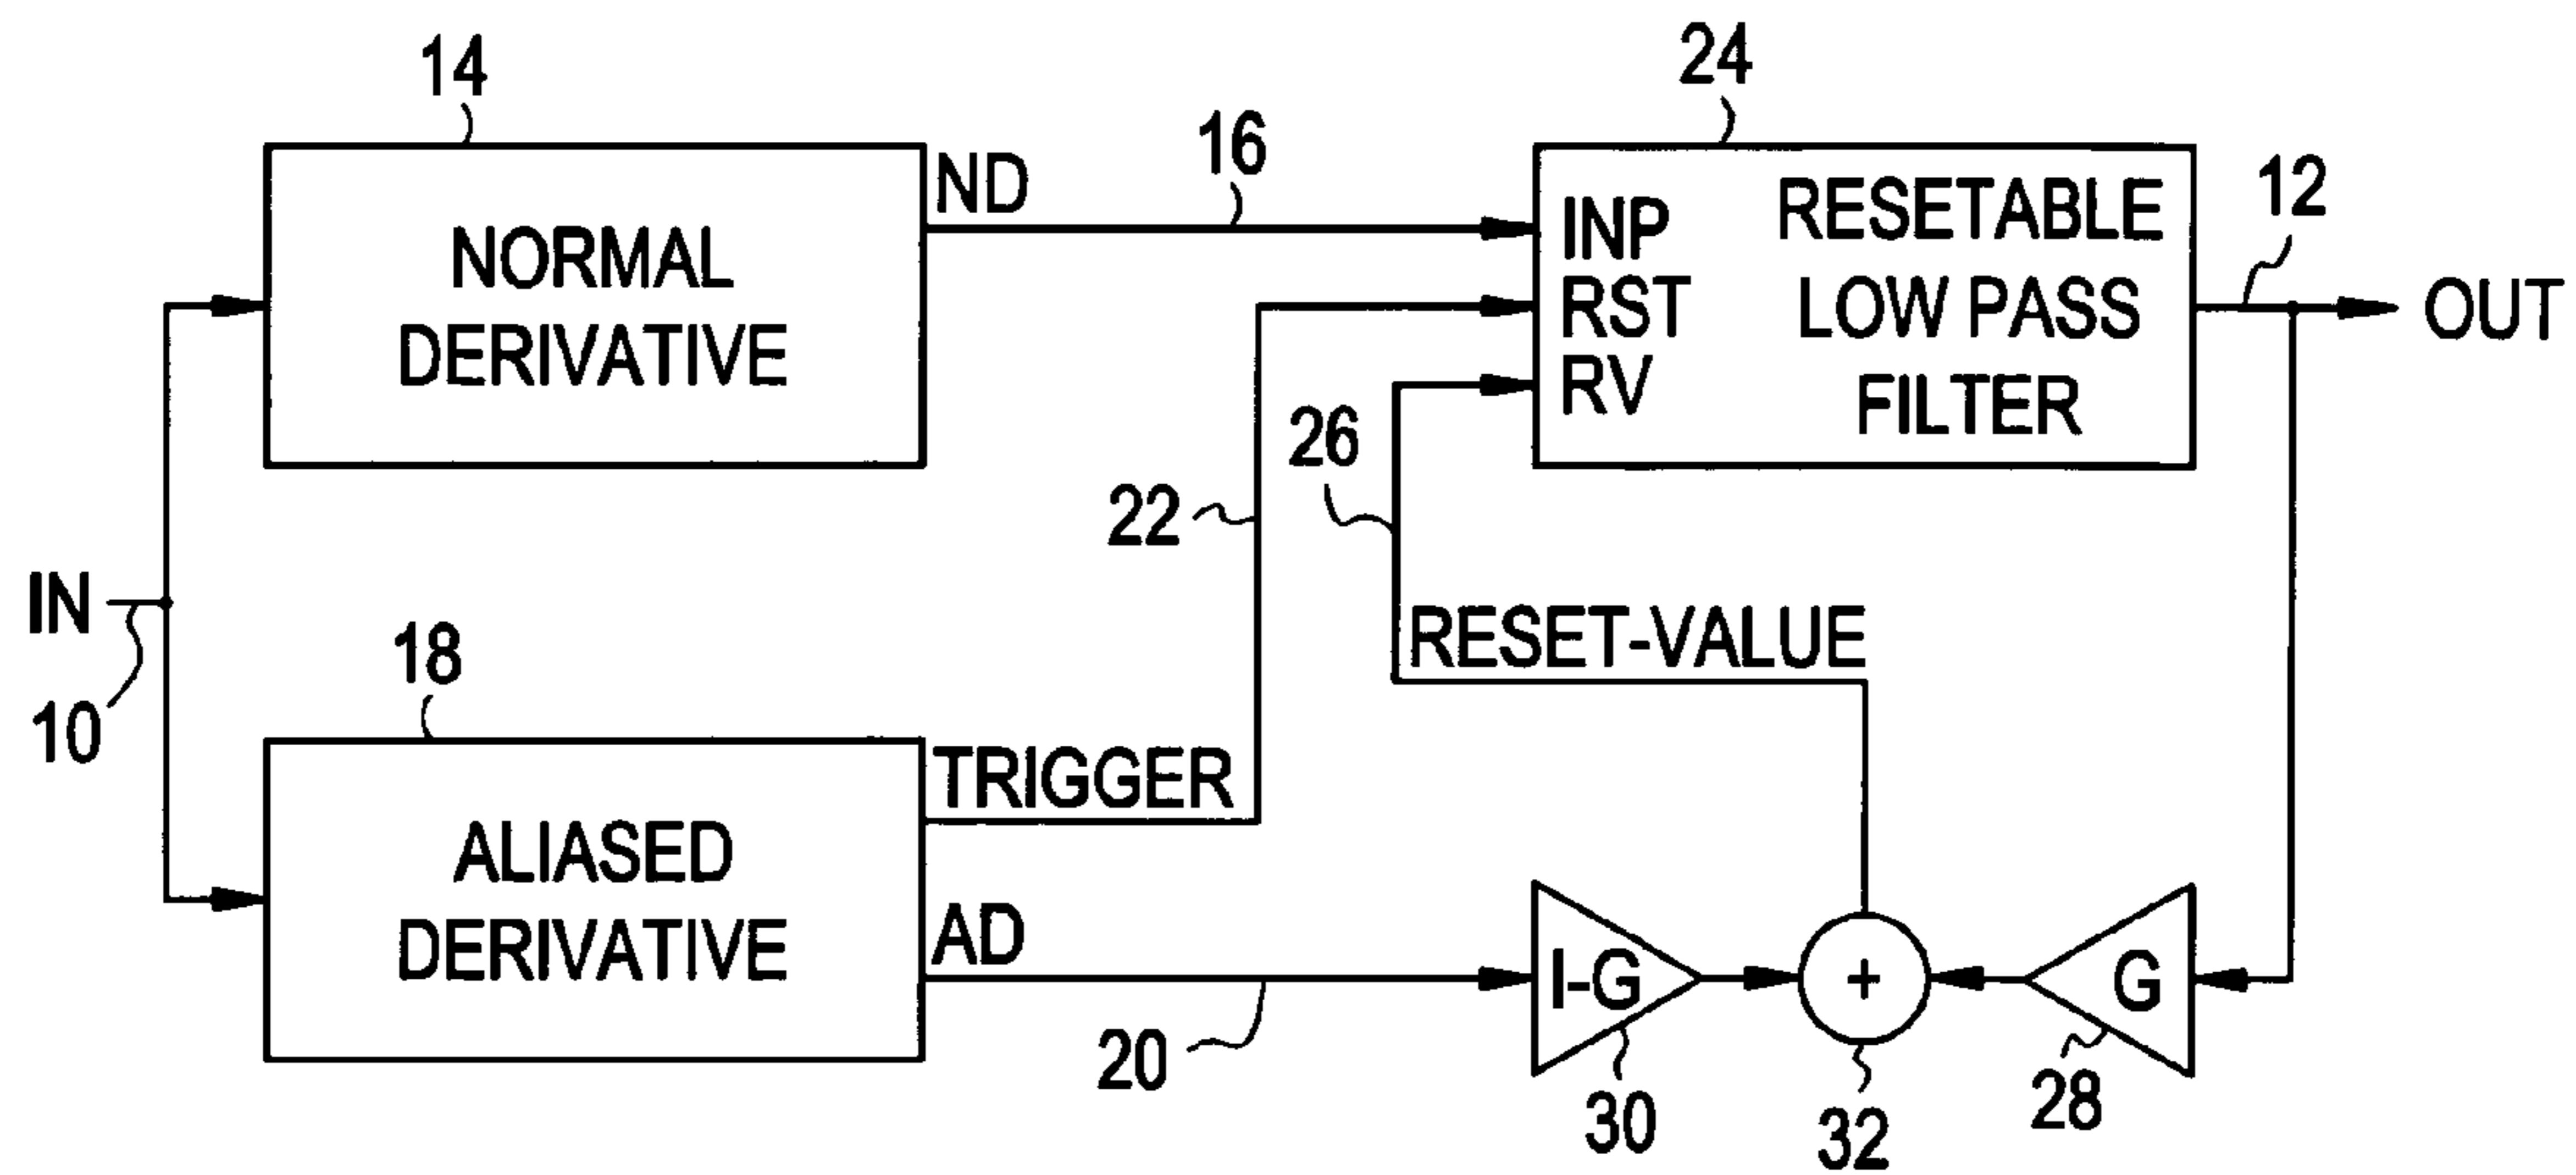 14
24
16
ND
12
NORMAL
DERIVATIVE
INP
RST
RV
RESETABLE
LOW PASS
FILTER
OUT
26
22
IN
10
18
RESET-VALUE
TRIGGER
ALIASED
DERIVATIVE
AD
I-G
+
G
20
30
32
28